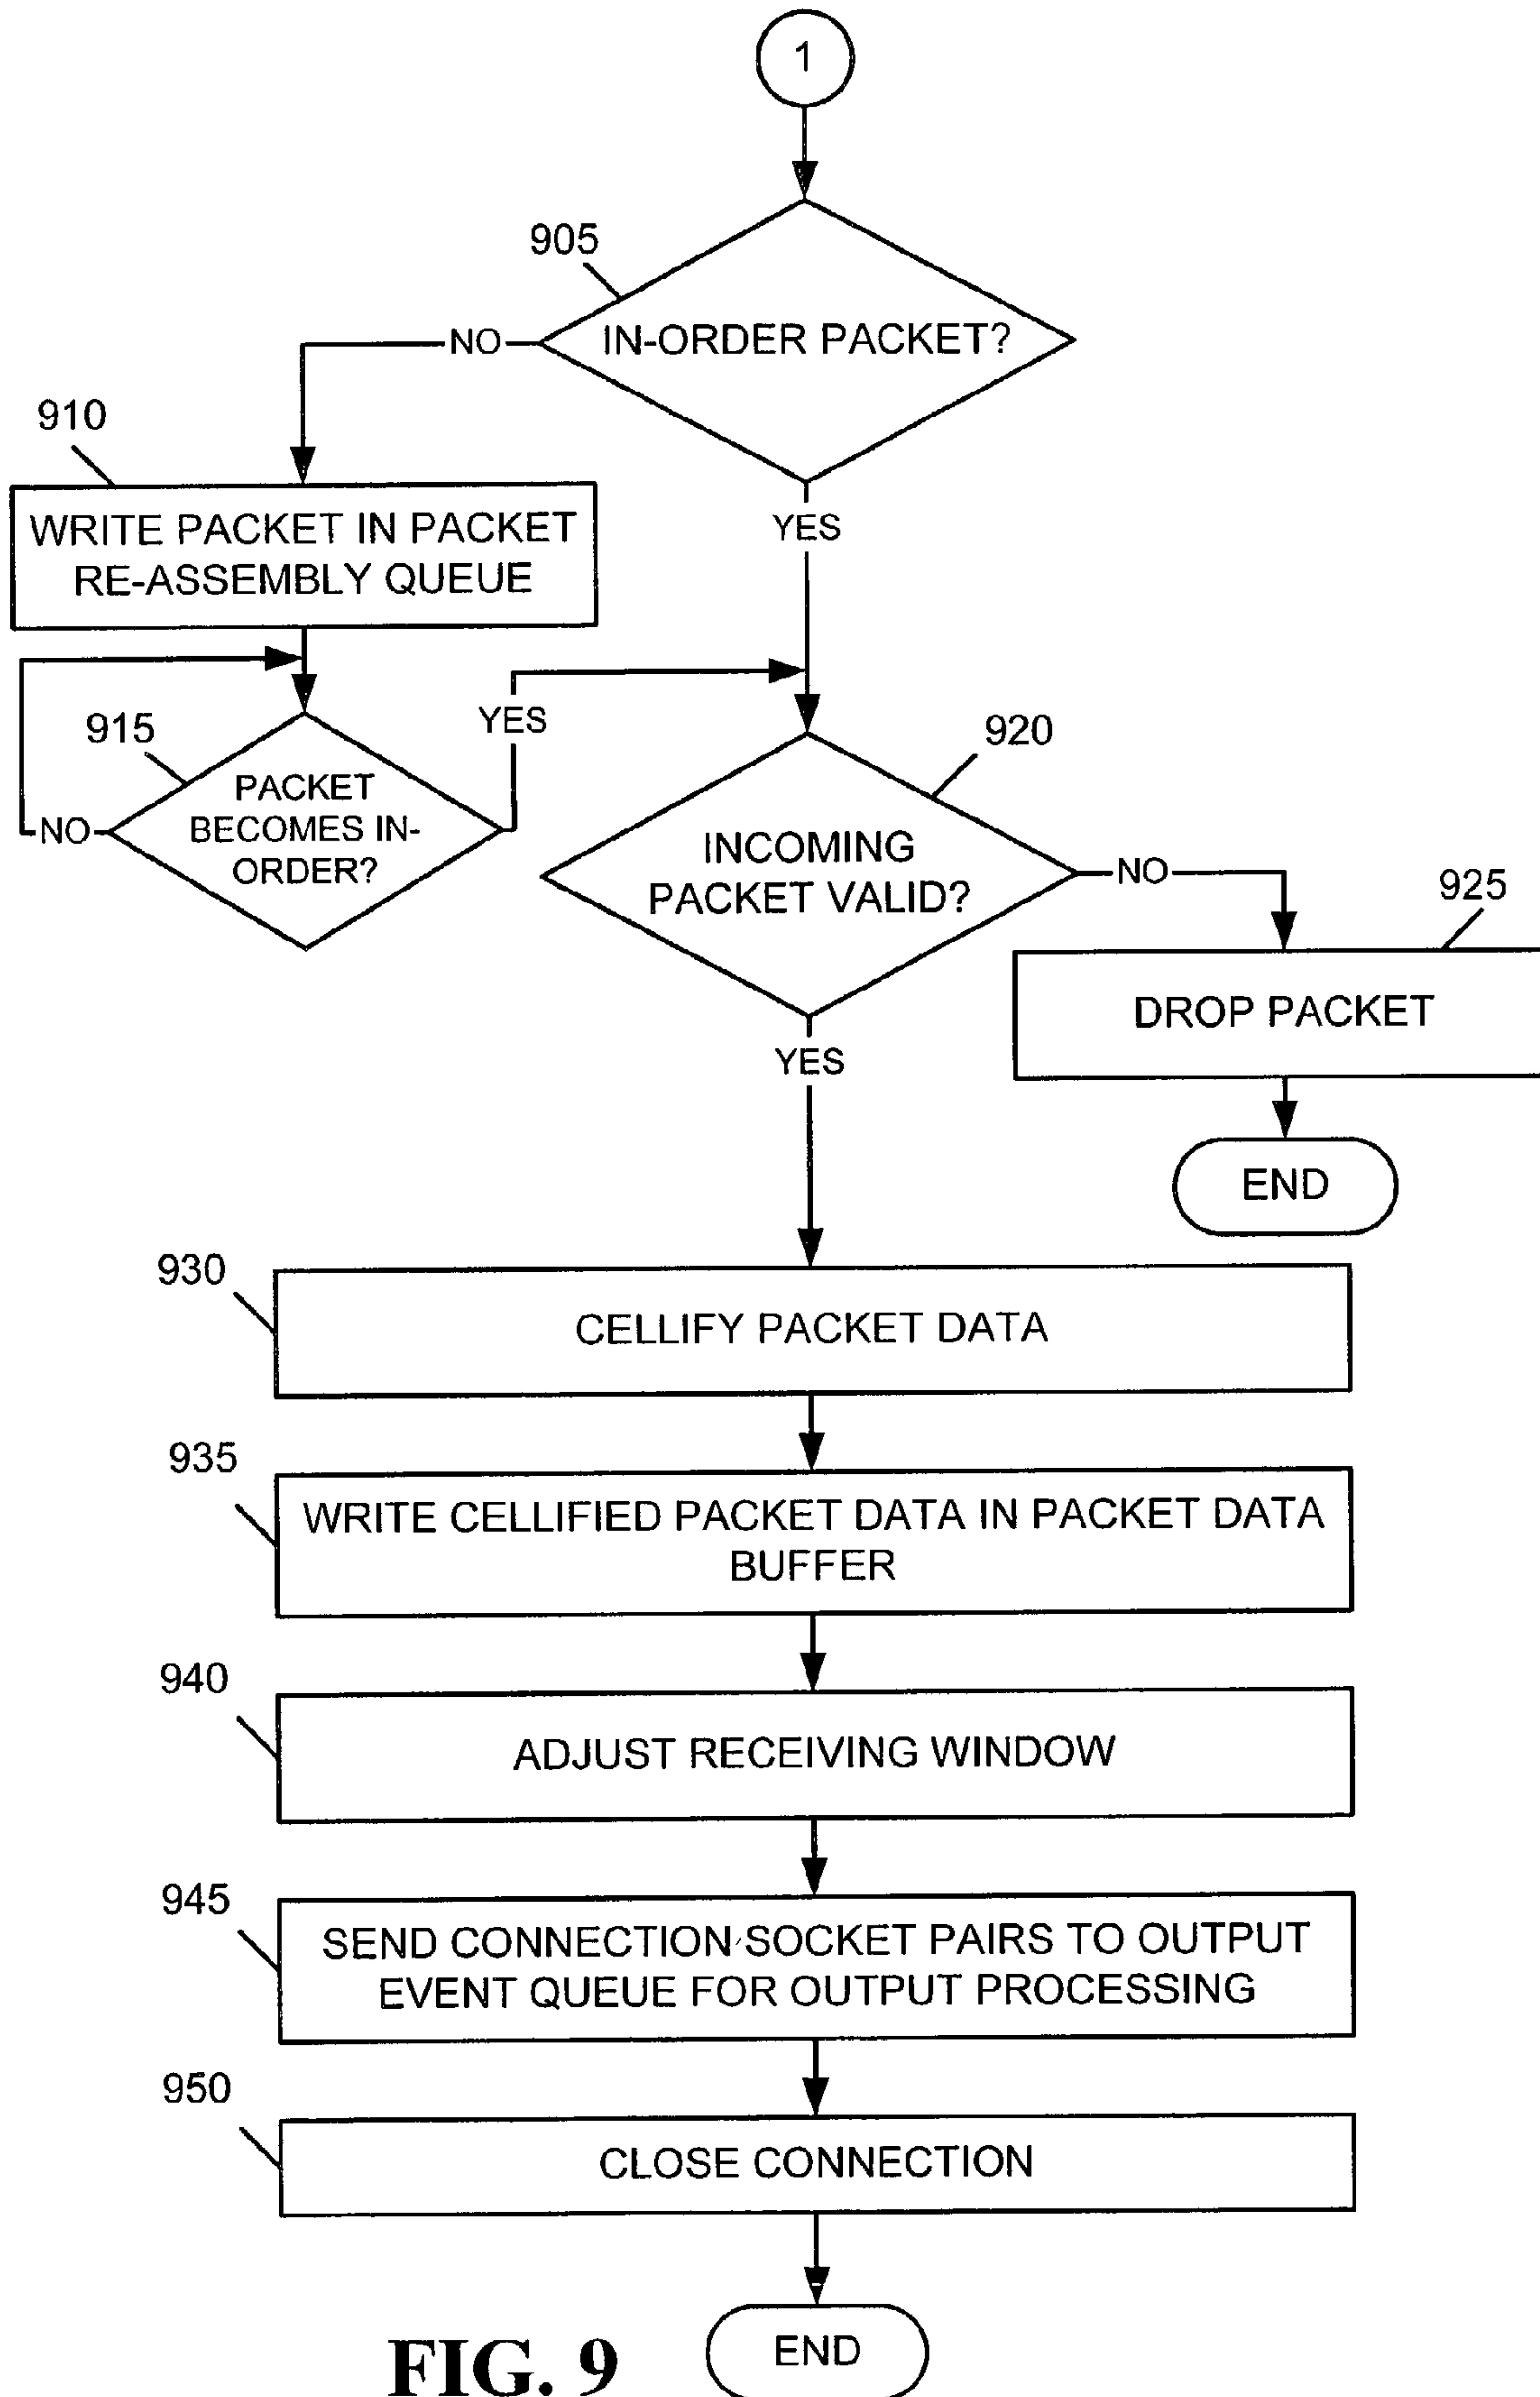 1
905
IN-ORDER PACKET?
NO
910
YES
WRITE PACKET IN PACKET
RE-ASSEMBLY QUEUE
915
YES
920
PACKET
BECOMES IN-
ORDER?
NO
INCOMING
PACKET VALID?
NO
925
DROP PACKET
YES
END
930
CELLIFY PACKET DATA
935
WRITE CELLIFIED PACKET DATA IN PACKET DATA
BUFFER
940
ADJUST RECEIVING WINDOW
945
SEND CONNECTION SOCKET PAIRS TO OUTPUT
EVENT QUEUE FOR OUTPUT PROCESSING
950
CLOSE CONNECTION
END
FIG. 9